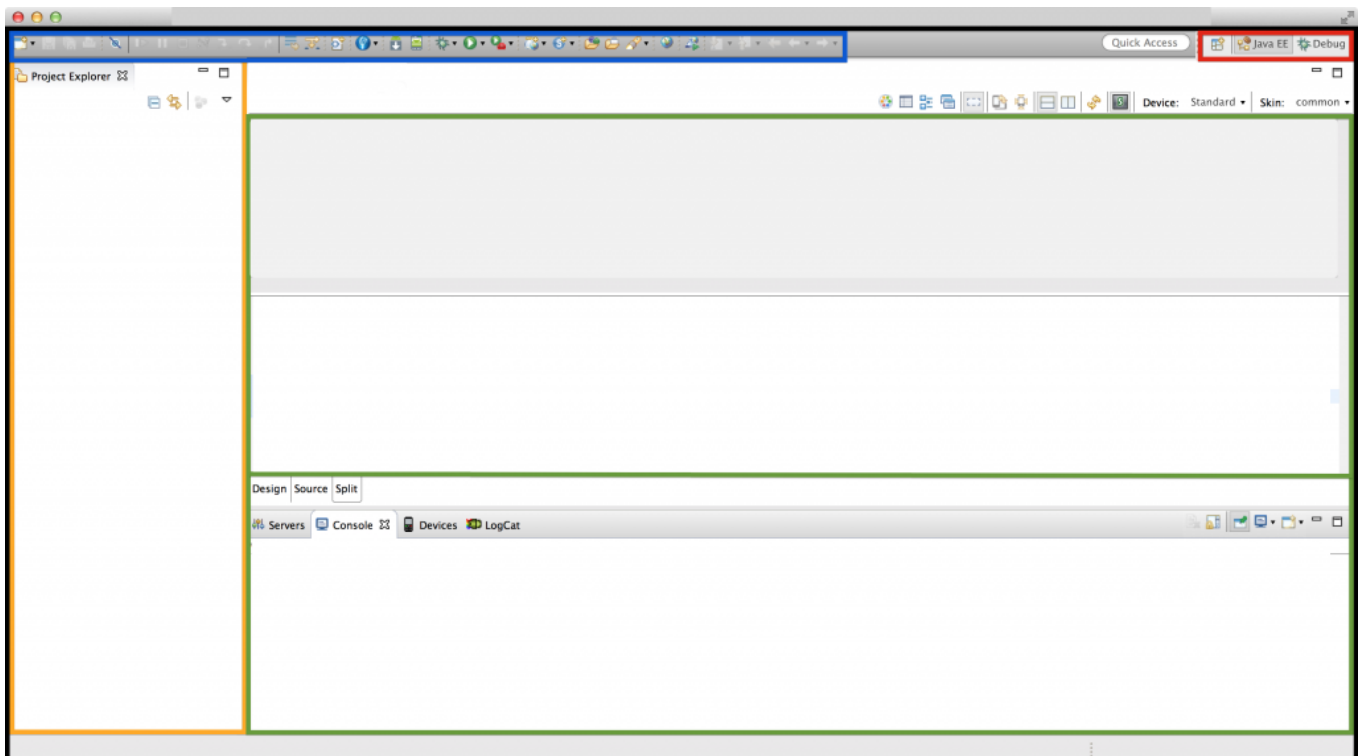 Quick Access
Java EE
Debug
Project Explorer
Device: Standard
Skin: common
Design
Source
Split
Servers
Console
Devices
LogCat